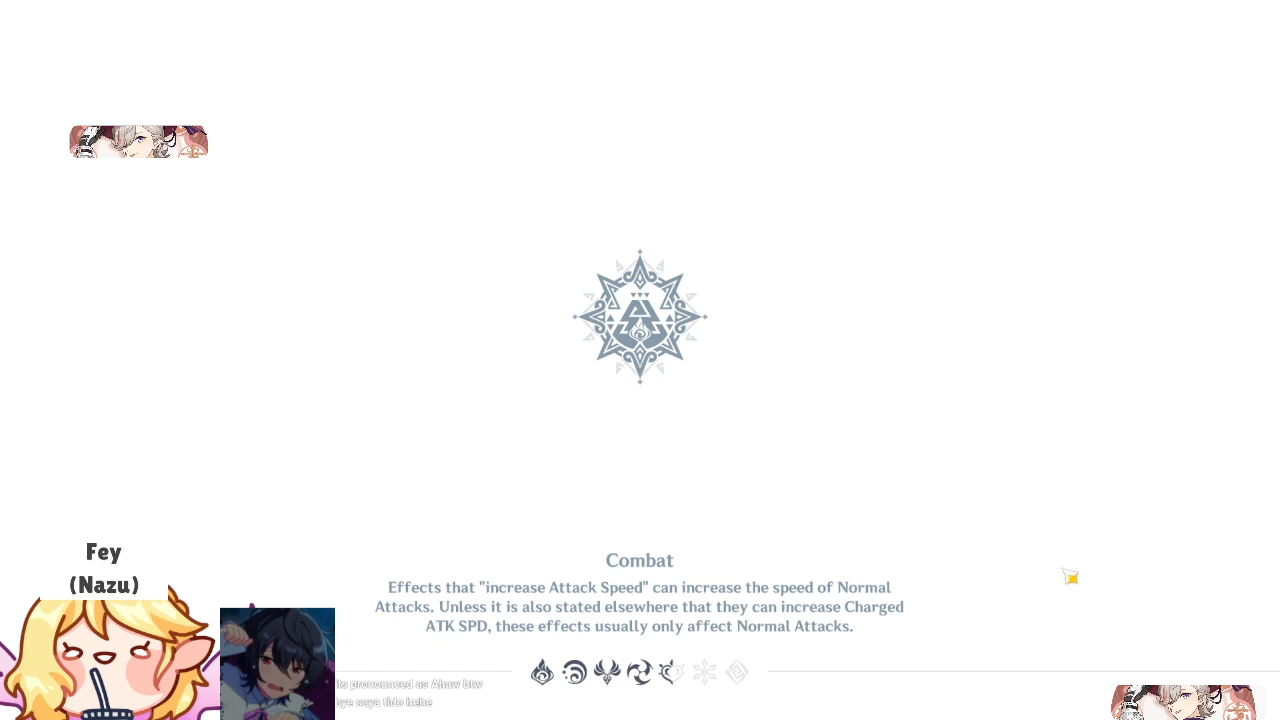 Fey
(Nazu)
Combat
Effects that "increase Attack Speed" can increase the speed of Normal
Attacks. Unless it is also stated elsewhere that they can increase Charged
ATK SPD, these effects usually only affect Normal Attacks.
its pronounced as Ahaw btw
bye says tido hehe